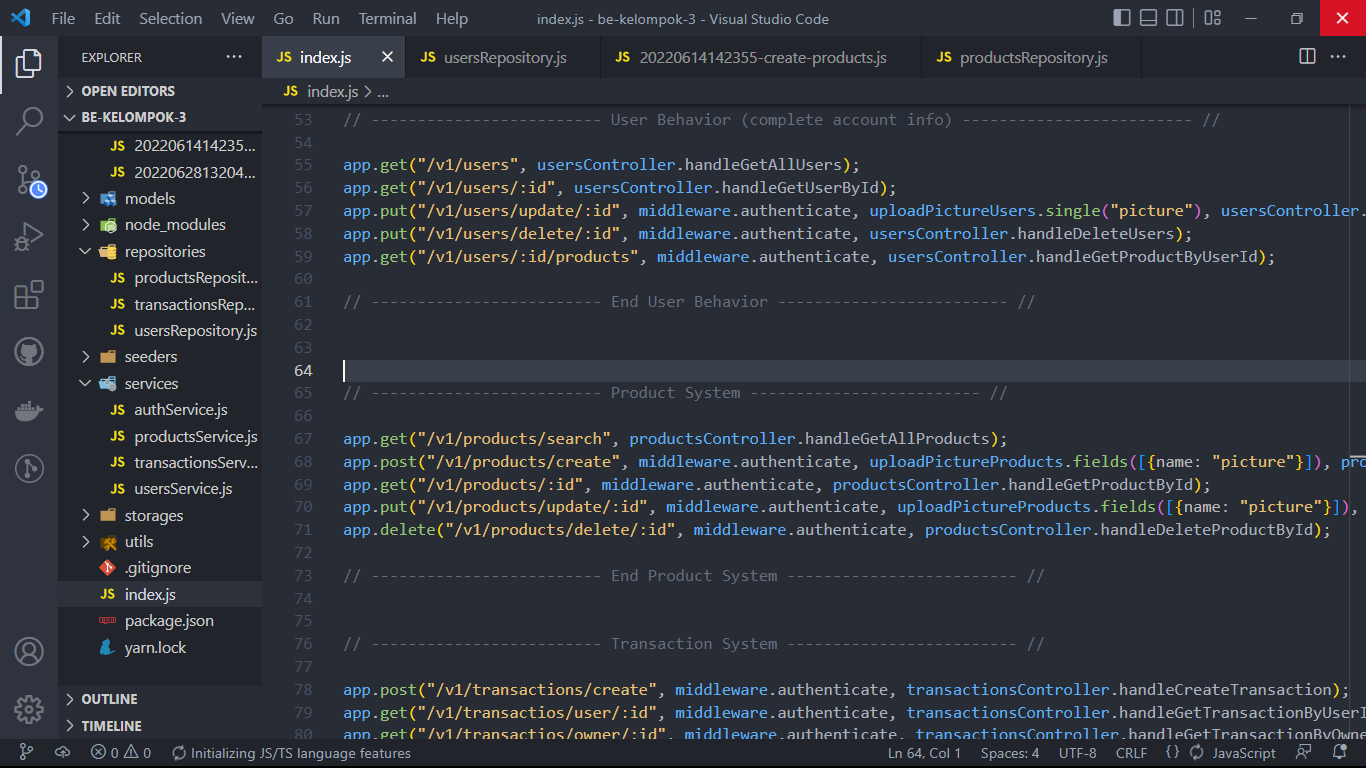 File Edit Selection View Go Run Terminal Help
index.js - be-kelompok-3 - Visual Studio Code
EXPLORER ...
OPEN EDITORS
BE-KELOMPOK-3
JS 2022061414235...
JS 2022062813204...
models
node_modules
repositories
JS productsReposit...
JS transactionsRep...
JS usersRepository.js
seeders
services
JS authService.js
JS productsService.js
JS transactionsServ...
JS usersService.js
storages
utils
.gitignore
JS index.js
package.json
yarn.lock
OUTLINE
TIMELINE
JS index.js JS usersRepository.js JS 20220614142355-create-products.js JS productsRepository.js ...
JS index.js > ...
53 // ------------------------- User Behavior (complete account info) ------------------------- //
54
55 app.get("/v1/users", usersController.handleGetAllUsers);
56 app.get("/v1/users/:id", usersController.handleGetUserById);
57 app.put("/v1/users/update/:id", middleware.authenticate, uploadPictureUsers.single("picture"), usersController.
58 app.put("/v1/users/delete/:id", middleware.authenticate, usersController.handleDeleteUsers);
59 app.get("/v1/users/:id/products", middleware.authenticate, usersController.handleGetProductByUserId);
60
61 // ------------------------- End User Behavior ------------------------- //
62
63
64
65 // ------------------------- Product System ------------------------- //
66
67 app.get("/v1/products/search", productsController.handleGetAllProducts);
68 app.post("/v1/products/create", middleware.authenticate, uploadPictureProducts.fields([{name: "picture"}]), pro
69 app.get("/v1/products/:id", middleware.authenticate, productsController.handleGetProductById);
70 app.put("/v1/products/update/:id", middleware.authenticate, uploadPictureProducts.fields([{name: "picture"}]),
71 app.delete("/v1/products/delete/:id", middleware.authenticate, productsController.handleDeleteProductById);
72
73 // ------------------------- End Product System ------------------------- //
74
75
76 // ------------------------- Transaction System ------------------------- //
77
78 app.post("/v1/transactions/create", middleware.authenticate, transactionsController.handleCreateTransaction);
79 app.get("/v1/transactios/user/:id", middleware.authenticate, transactionsController.handleGetTransactionByUserI
80 app.get("/v1/transactios/owner/:id", middleware.authenticate, transactionsController.handleGetTransactionByOwne
0 0 Initializing JS/TS language features Ln 64, Col 1 Spaces: 4 UTF-8 CRLF {} JavaScript